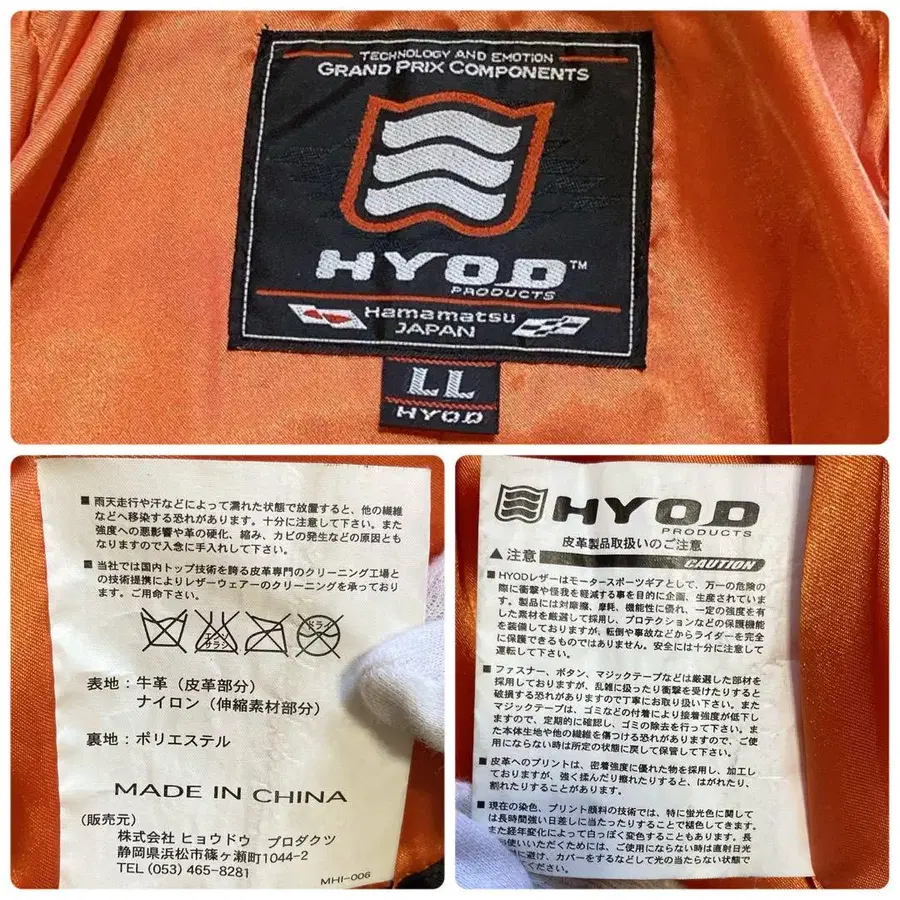 TECHNOLOGY AND EMOTION
GRAND PRIX COMPONENTS
HYOD™
PRODUCTS
Hamamatsu
JAPAN
LL
HYOD
■雨天走行や汗などによって濡れた状態で放置すると、他の繊維
などへ移染する恐れがあります。十分に注意して下さい。また
強度への悪影響や革の硬化、縮み、カビの発生などの原因とも
なりますので入念に手入れして下さい。
■当社では国内トップ技術を誇る皮革専門のクリーニング工場と
の技術提携によりレザーウェアーのクリーニングを承っており
ます。ご用命下さい。
エンソ
サラシ
ドライ
表地：牛革（皮革部分）
ナイロン（伸縮素材部分）
裏地：ポリエステル
MADE IN CHINA
（販売元）
株式会社 ヒョウドウ プロダクツ
静岡県浜松市篠ヶ瀬町1044-2
TEL (053) 465-8281
MHI-006
HYOD
PRODUCTS
皮革製品取扱いのご注意
▲注意 CAUTION
■HYODレザーはモータースポーツギアとして、万一の危険の
際に衝撃や怪我を軽減する事を目的に企画、生産されていま
す。製品には対摩擦、摩耗、機能性に優れ、一定の強度を有
した素材を厳選して採用し、プロテクションなどの保護機能
を装備しておりますが、転倒や事故などからライダーを完全
に保護できるものではありません。安全には十分に注意して
運転して下さい。
■ファスナー、ボタン、マジックテープなどは厳選した部材を
採用しておりますが、乱雑に扱ったり衝撃を受けたりすると
破損する恐れがありますので丁寧にお取り扱い下さい。また
マジックテープは、ゴミなどの付着により接着強度が低下し
ますので、定期的に確認し、ゴミの除去を行って下さい。ま
た本体生地や他の繊維を傷つける恐れがありますので、ご使
用にならない時は所定の状態に戻して保管して下さい。
■皮革へのプリントは、密着強度に優れた物を採用し、加工し
ておりますが、強く揉んだり擦れたりすると、はがれたり、
割れたりすることがあります。
■現在の染色、プリント顔料の技術では、特に蛍光色に関して
は長時間強い日差しに当たったりすることで褪色してきます。
また経年変化によって白っぽく変色することもあります。長
使いいただくためには、ご使用にならない時は直射日光
に避け、カバーをするなどして光の当たらない状態で
ください。